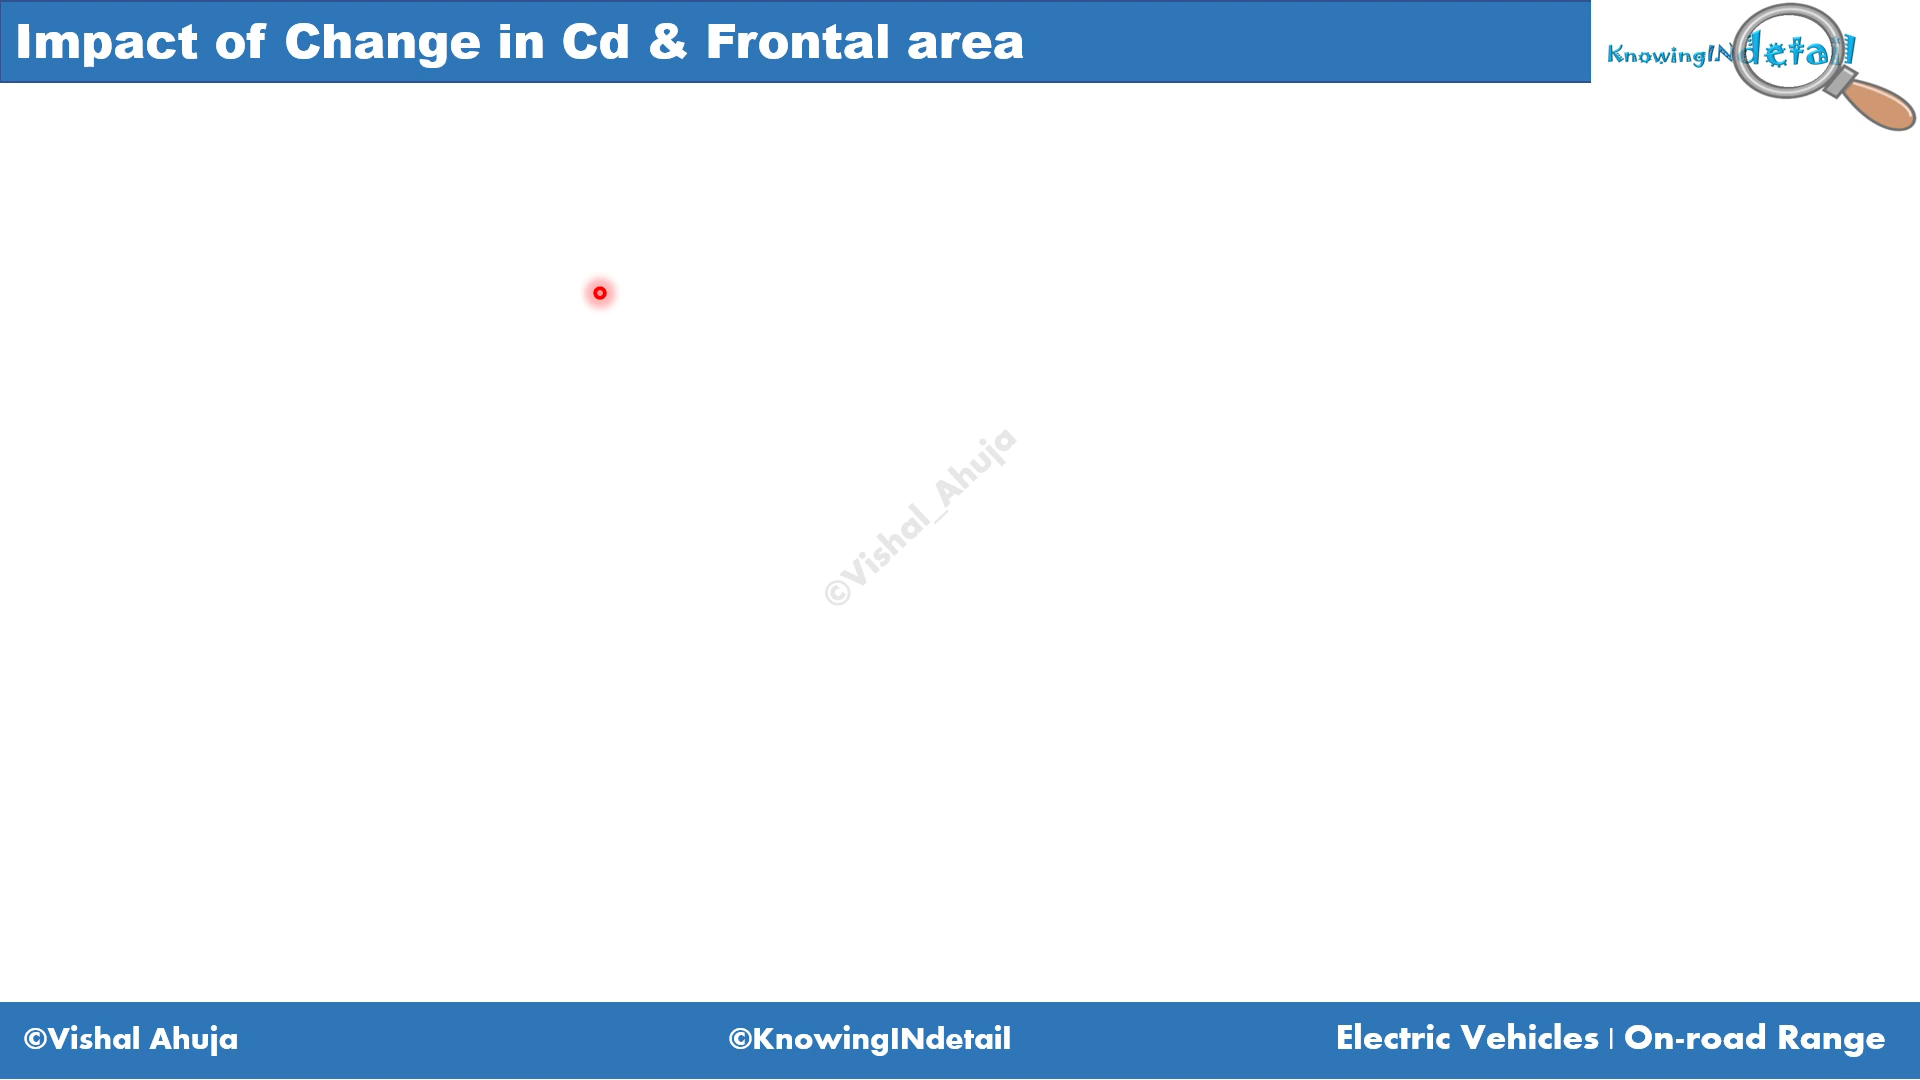 Impact of Change in Cd & Frontal area
KnowingINdetail
©Vishal_Ahuja
©Vishal Ahuja
©KnowingINdetail
Electric Vehicles | On-road Range